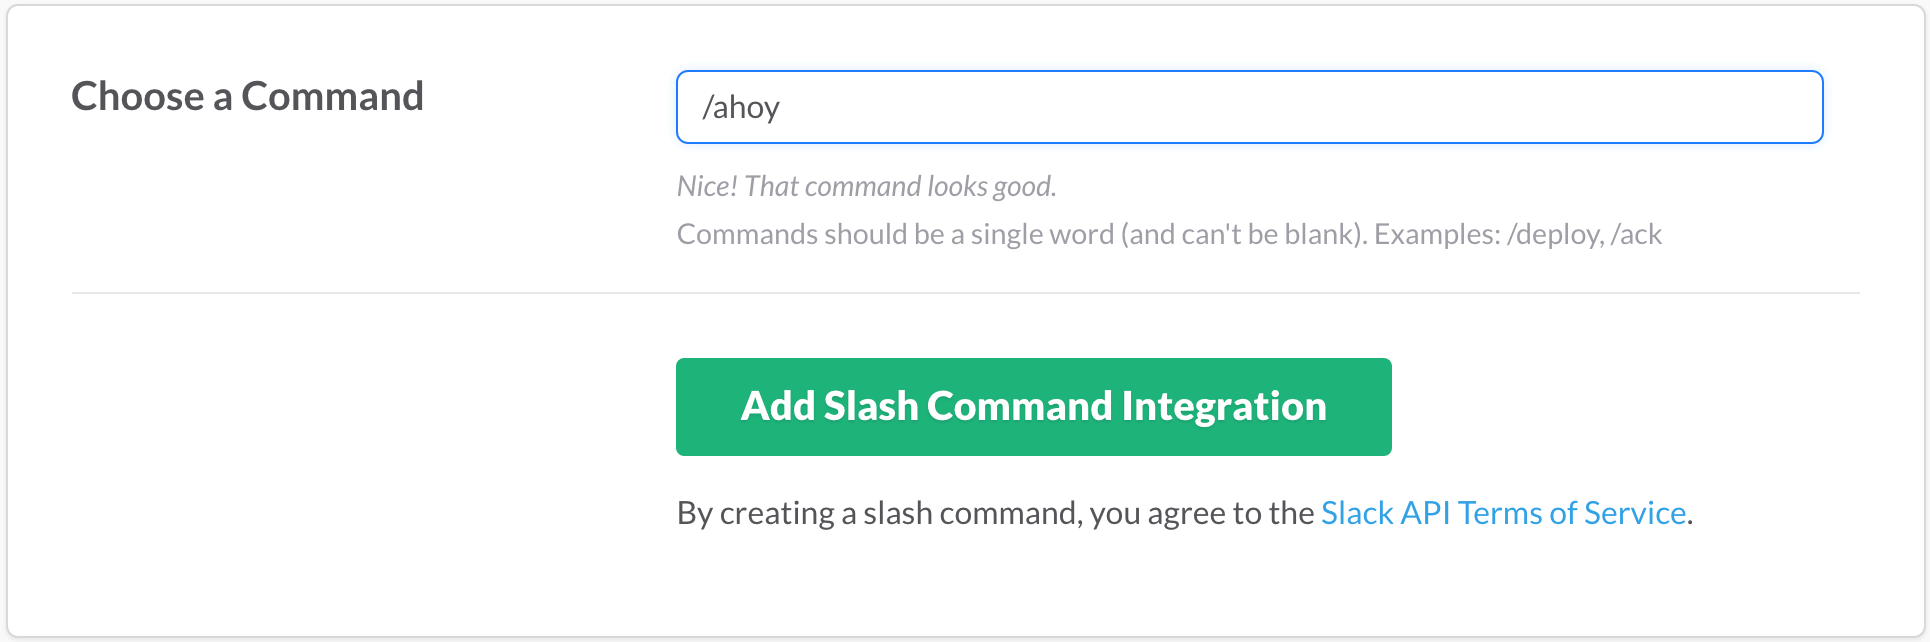 Choose a Command
/ahoy
Nice! That command looks good.
Commands should be a single word (and can't be blank). Examples: /deploy, /ack
Add Slash Command Integration
By creating a slash command, you agree to the Slack API Terms of Service.